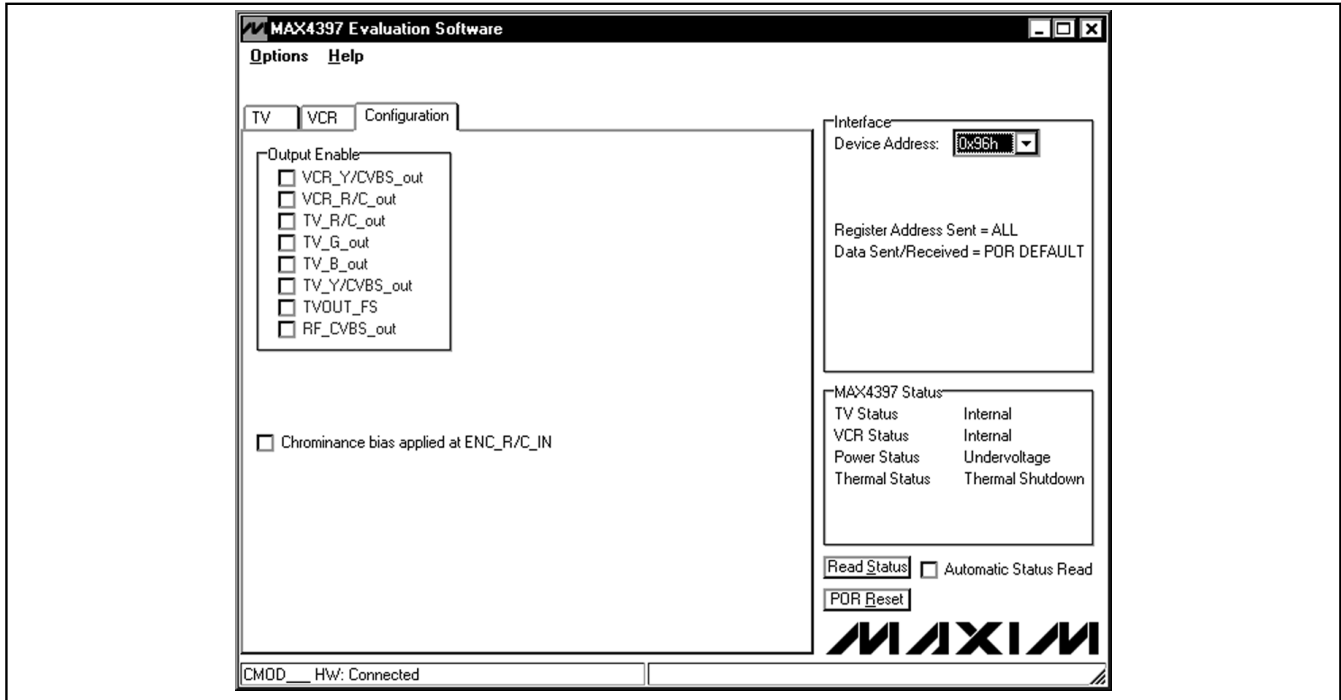 MAX4397 Evaluation Software
Options Help
TV VCR Configuration
Output Enable
VCR_Y/CVBS_out
VCR_R/C_out
TV_R/C_out
TV_G_out
TV_B_out
TV_Y/CVBS_out
TVOUT_FS
RF_CVBS_out
Chrominance bias applied at ENC_R/C_IN
Interface
Device Address: 0x96h
Register Address Sent = ALL
Data Sent/Received = POR DEFAULT
MAX4397 Status
TV Status Internal
VCR Status Internal
Power Status Undervoltage
Thermal Status Thermal Shutdown
Read Status Automatic Status Read
POR Reset
MAXIM
CMOD___ HW: Connected